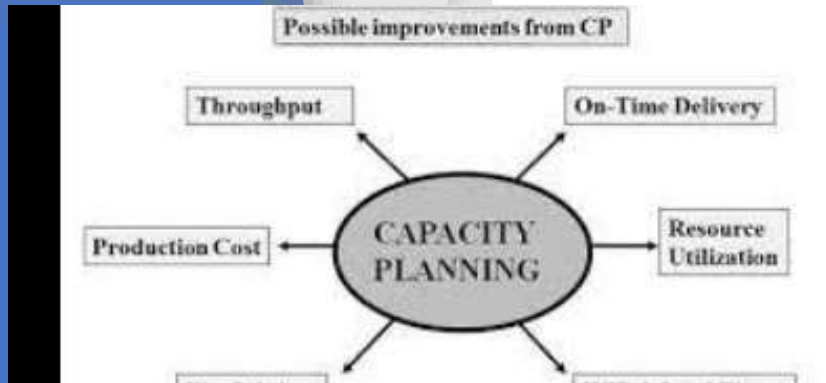 Possible improvements from CP
Throughput
On-Time Delivery
CAPACITY
PLANNING
Production Cost
Resource
Utilization